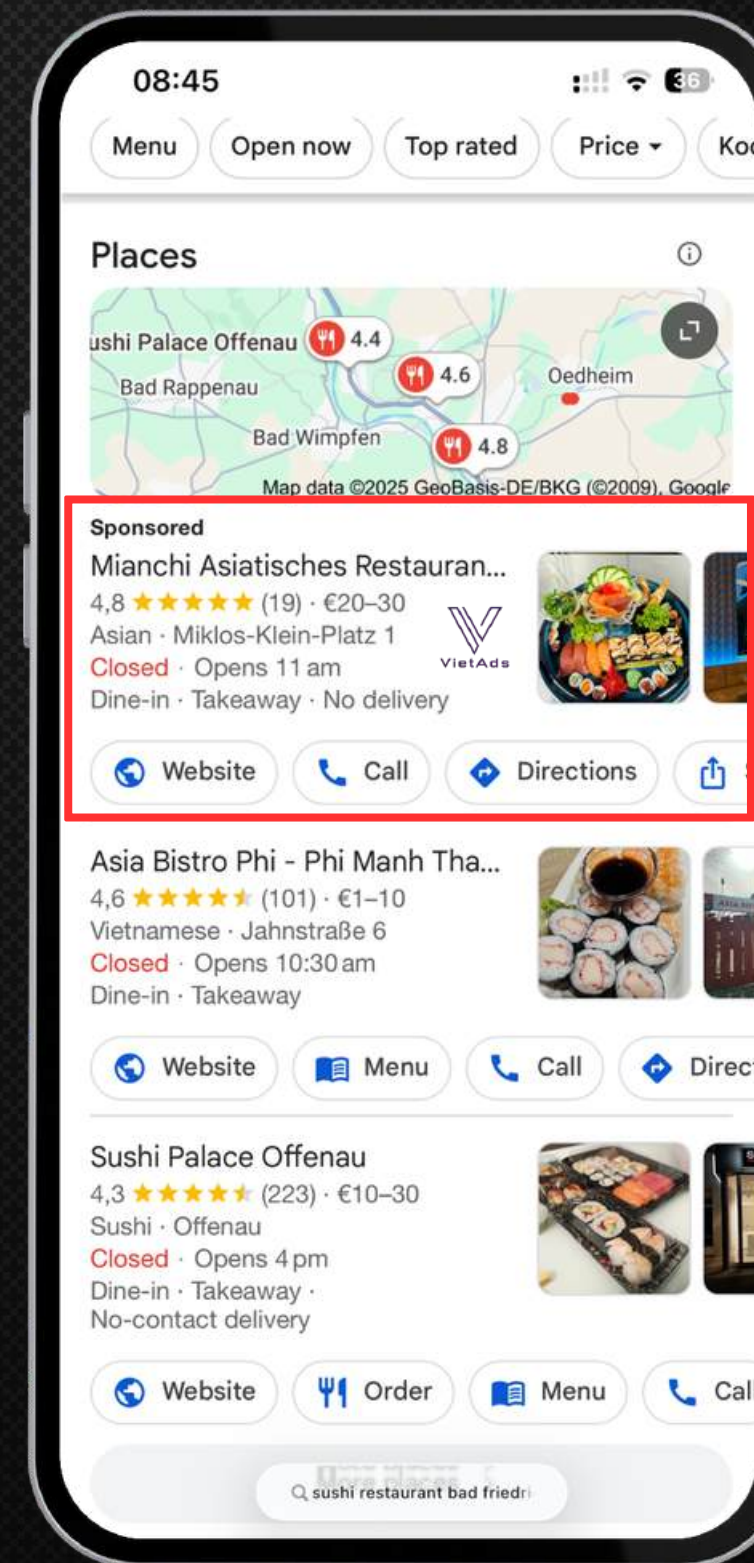 08:45
36
Menu
Open now
Top rated
Price
Koc
Places
ushi Palace Offenau
4.4
4.6
Oedheim
Bad Rappenau
Bad Wimpfen
4.8
Map data ©2025 GeoBasis-DE/BKG (©2009), Google
Sponsored
Mianchi Asiatisches Restauran...
4,8 ★★★★★ (19) · €20–30
Asian · Miklos-Klein-Platz 1
VietAds
Closed · Opens 11 am
Dine-in · Takeaway · No delivery
Website
Call
Directions
Asia Bistro Phi - Phi Manh Tha...
4,6 ★★★★★ (101) · €1–10
Vietnamese · Jahnstraße 6
Closed · Opens 10:30 am
Dine-in · Takeaway
Website
Menu
Call
Direct
Sushi Palace Offenau
4,3 ★★★★★ (223) · €10–30
Sushi · Offenau
Closed · Opens 4 pm
Dine-in · Takeaway ·
No-contact delivery
Website
Order
Menu
Call
More places
sushi restaurant bad friedri